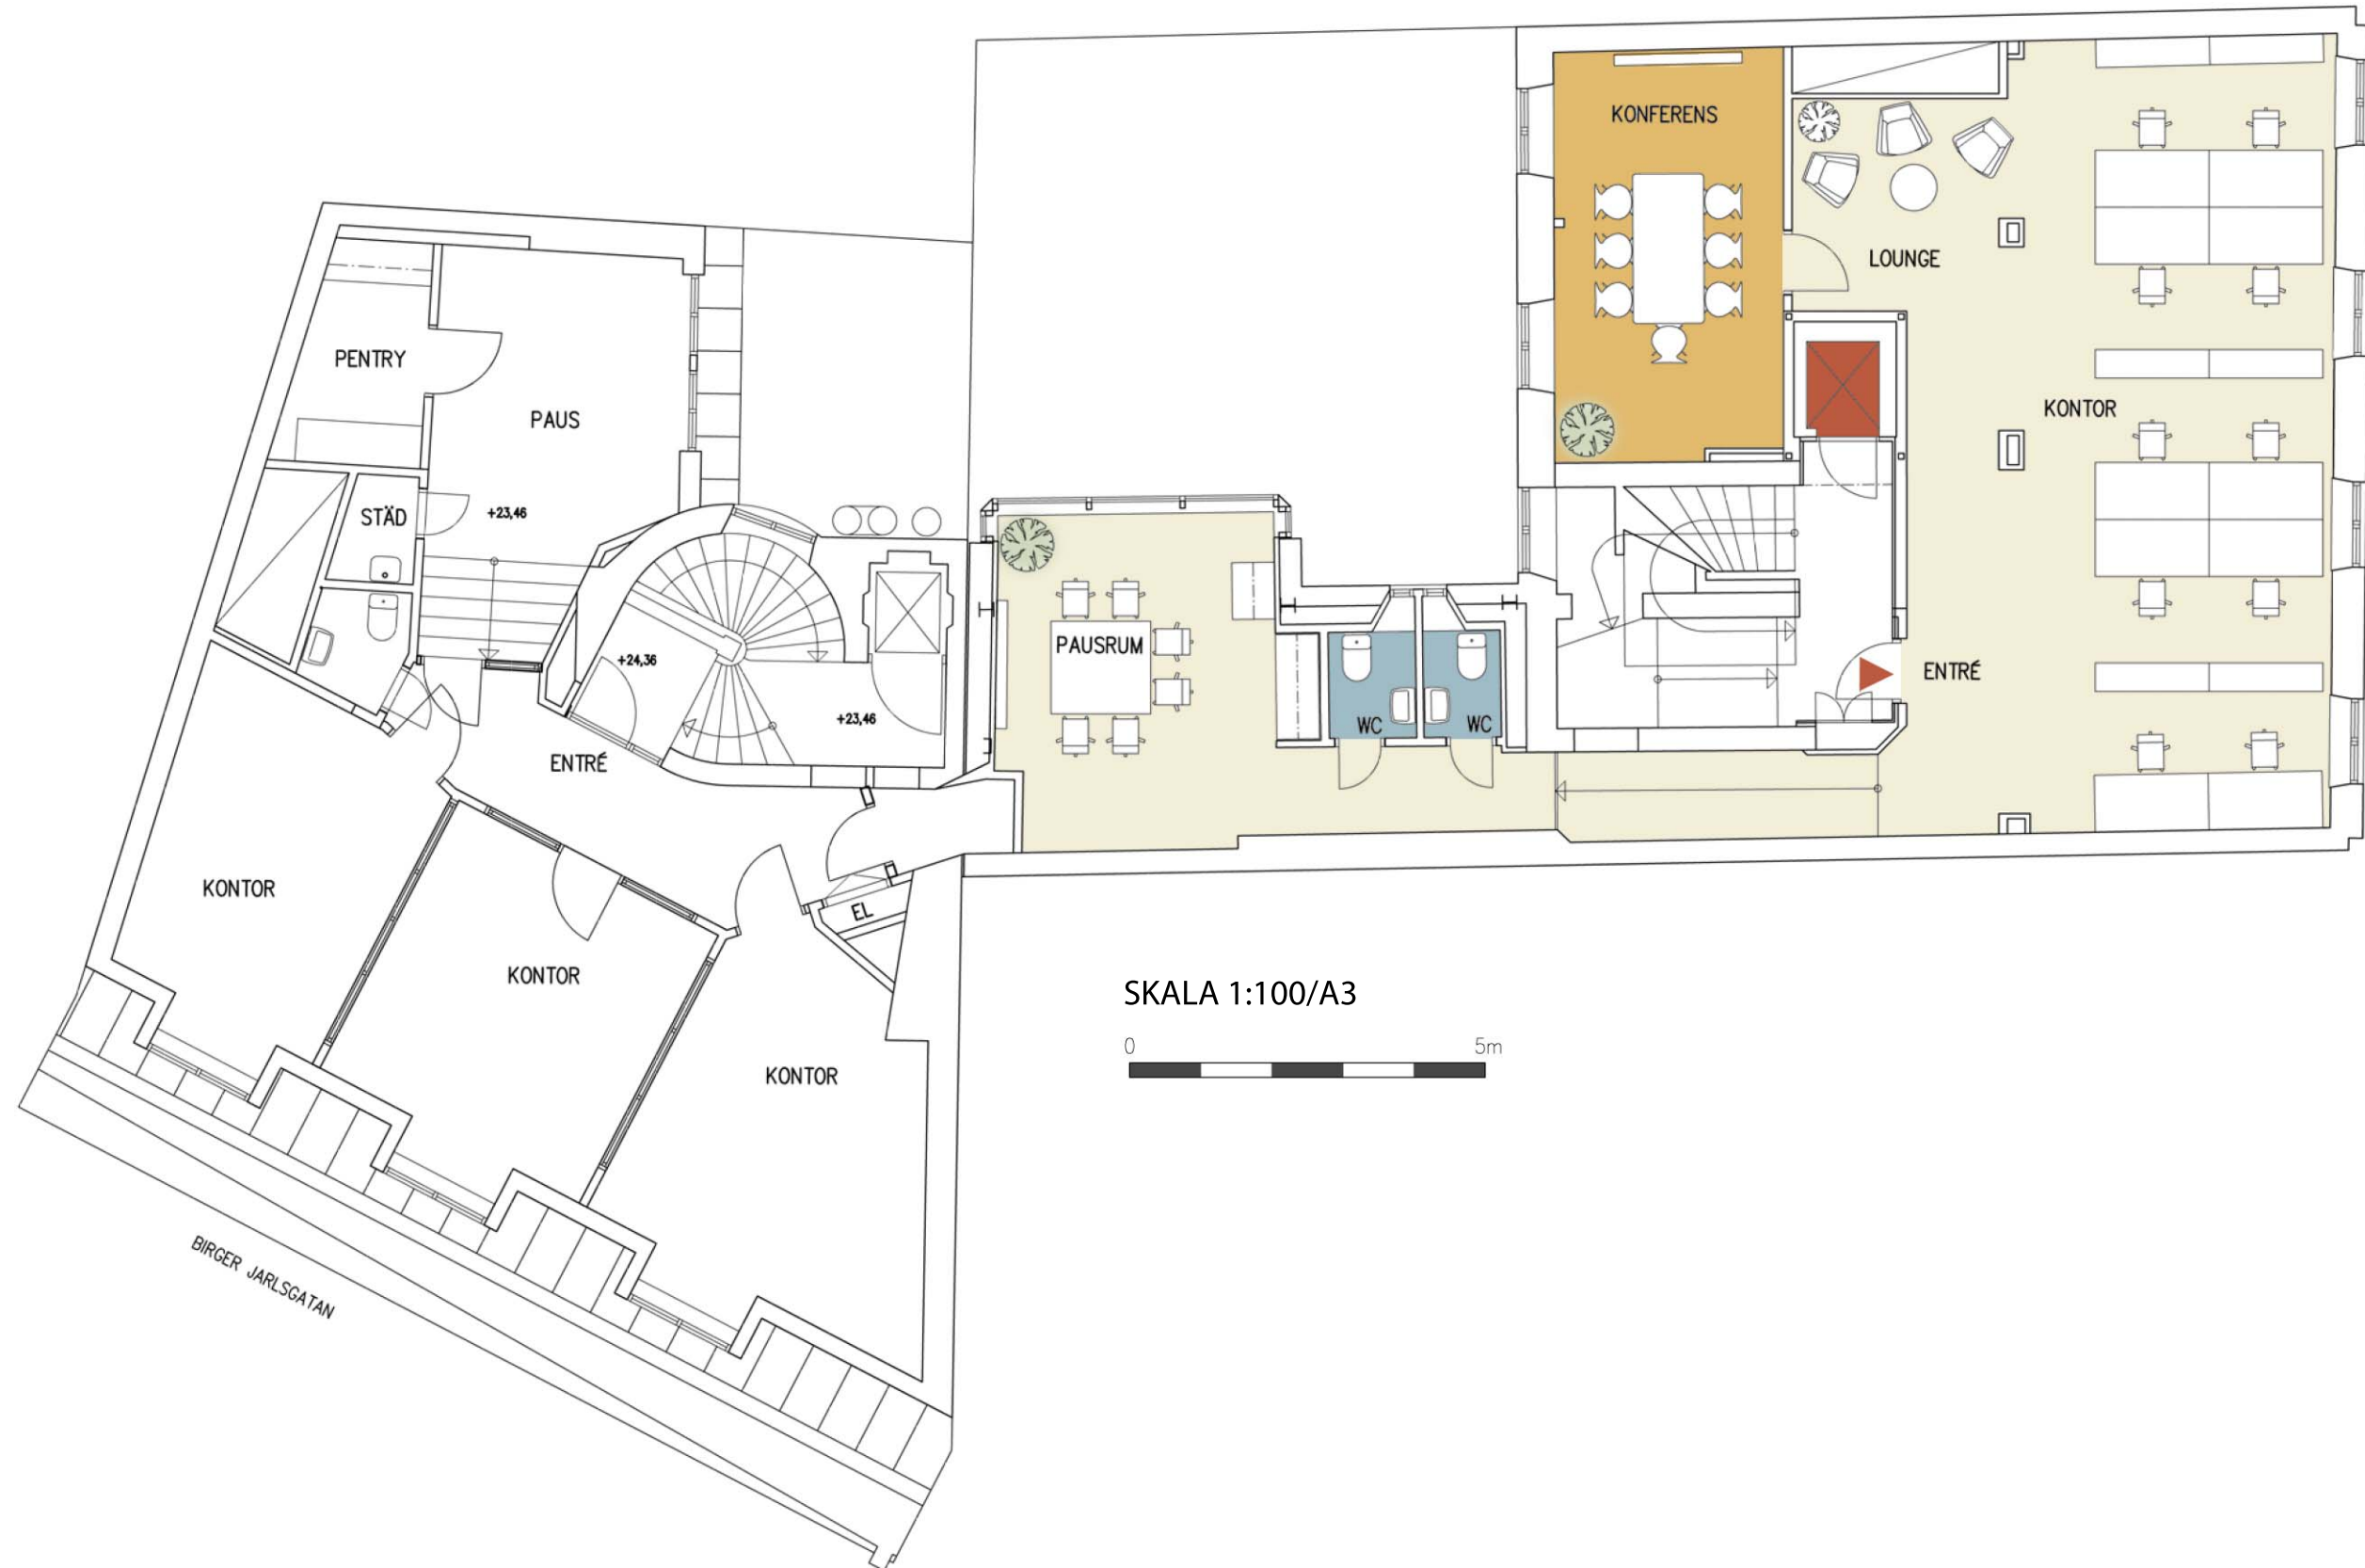 KONFERENS
LOUNGE
PENTRY
KONTOR
PAUS
STÄD
+23,46
PAUSRUM
+24,36
ENTRÉ
+23,46
WC
WC
ENTRÉ
KONTOR
EL
KONTOR
SKALA 1:100/A3
0
5m
KONTOR
BIRGER JARLSGATAN